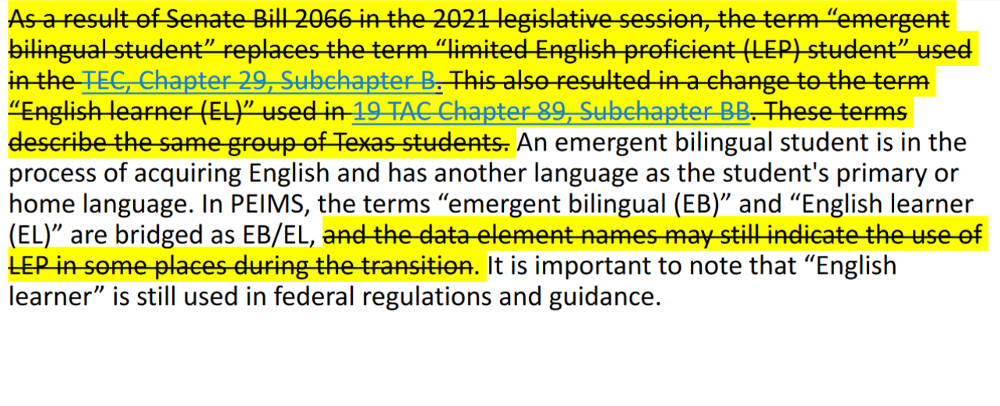 As a result of Senate Bill 2066 in the 2021 legislative session, the term “emergent
bilingual student” replaces the term “limited English proficient (LEP) student” used
in the TEC, Chapter 29, Subchapter B. This also resulted in a change to the term
“English learner (EL)” used in 19 TAC Chapter 89, Subchapter BB. These terms
describe the same group of Texas students. An emergent bilingual student is in the
process of acquiring English and has another language as the student's primary or
home language. In PEIMS, the terms “emergent bilingual (EB)” and “English learner
(EL)” are bridged as EB/EL, and the data element names may still indicate the use of
LEP in some places during the transition. It is important to note that “English
learner” is still used in federal regulations and guidance.